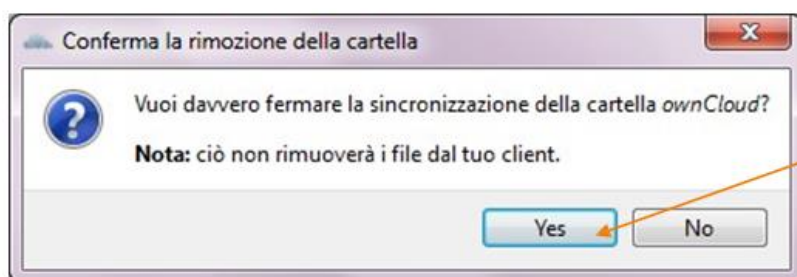 Conferma la rimozione della cartella
Vuoi davvero fermare la sincronizzazione della cartella ownCloud?
Nota: ciò non rimuoverà i file dal tuo client.
Yes No